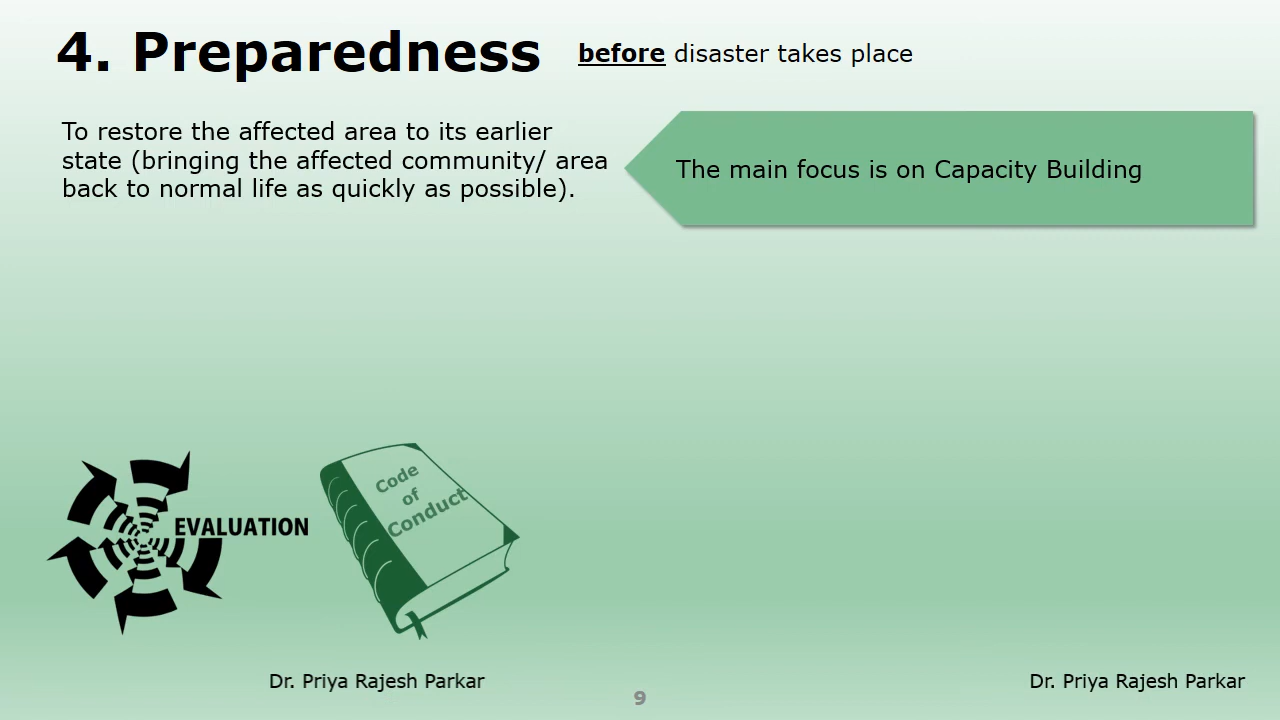 4. Preparedness before disaster takes place
To restore the affected area to its earlier
state (bringing the affected community/ area
back to normal life as quickly as possible).
The main focus is on Capacity Building
EVALUATION
Code
of
Conduct
Dr. Priya Rajesh Parkar
9
Dr. Priya Rajesh Parkar